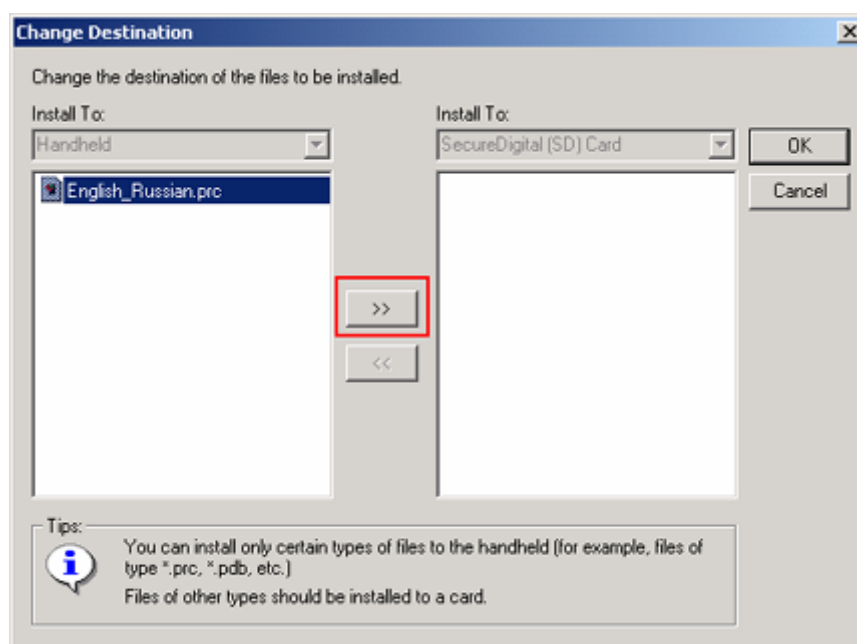 Change Destination
Change the destination of the files to be installed.
Install To:
Install To:
Handheld
SecureDigital (SD) Card
OK
English_Russian.prc
Cancel
>>
<<
Tips:
You can install only certain types of files to the handheld (for example, files of
type *.prc, *.pdb, etc.)
Files of other types should be installed to a card.